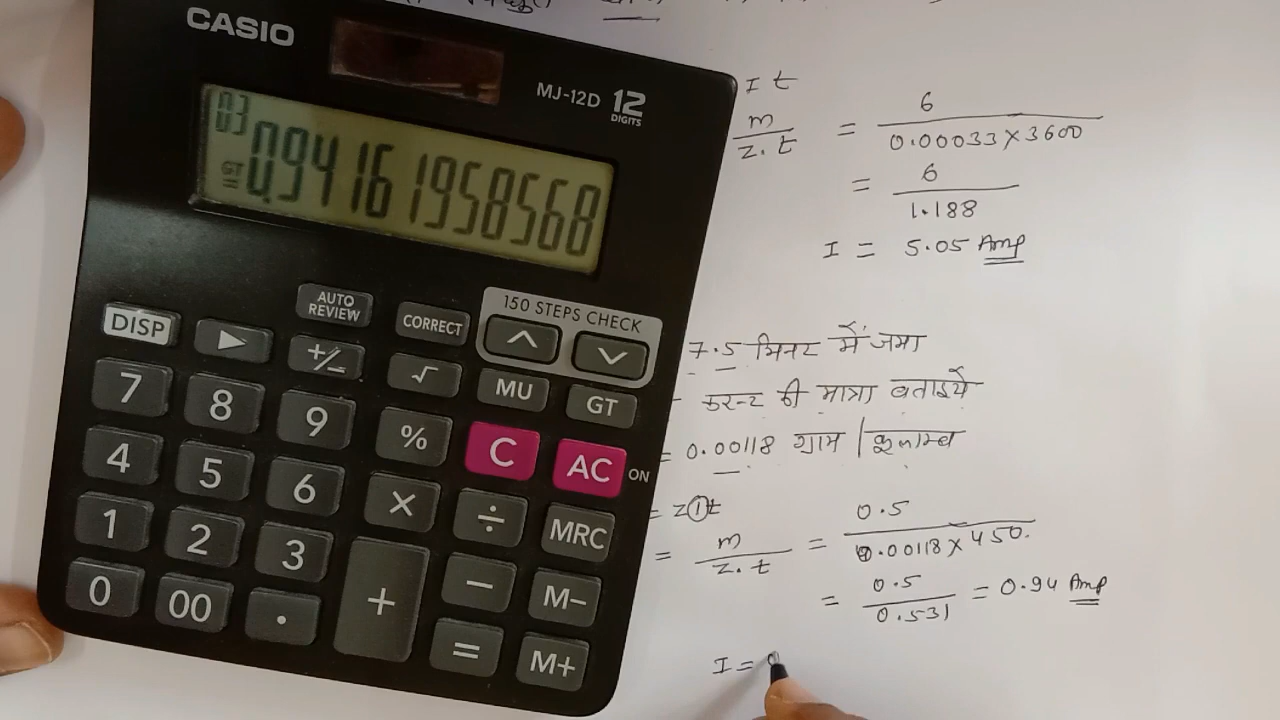 CASIO
MJ-12D 12
DIGITS
03
GT
=
0.94161958568
150 STEPS CHECK
AUTO REVIEW
CORRECT
DISP
+/-
√
MU
GT
7 8 9 % C AC ON
4 5 6 × ÷ MRC
1 2 3 + − M−
0 00 . = M+
I t
m/z.t = 6/0.00033×3600
= 6/1.188
I = 5.05 Amp
7.5 मिनट में जमा
करन्ट की मात्रा बताइये
= 0.00118 ग्राम / कूलाम्ब
= ZIt
= m/z.t = 0.5/0.00118×450.
= 0.5/0.531 = 0.94 Amp
I =